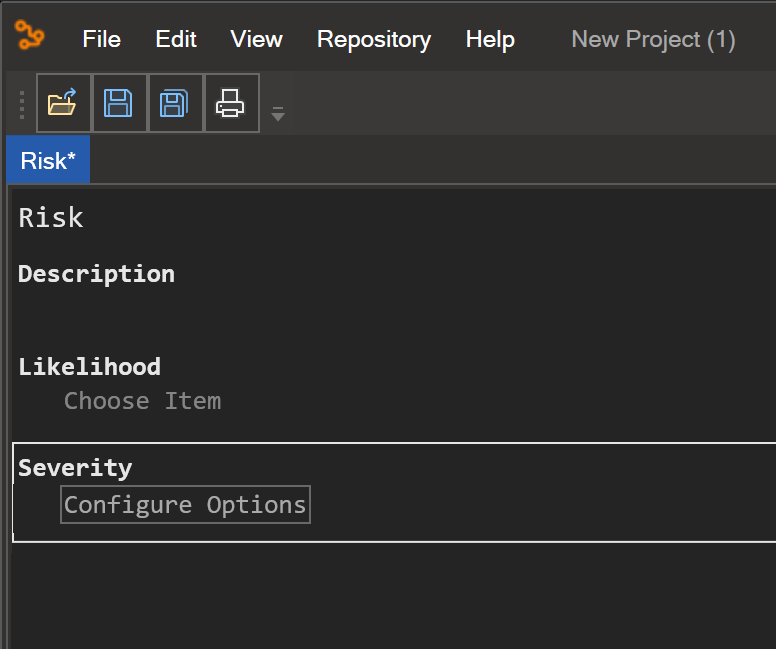 File Edit View Repository Help New Project (1)
Risk*
Risk
Description
Likelihood
Choose Item
Severity
Configure Options